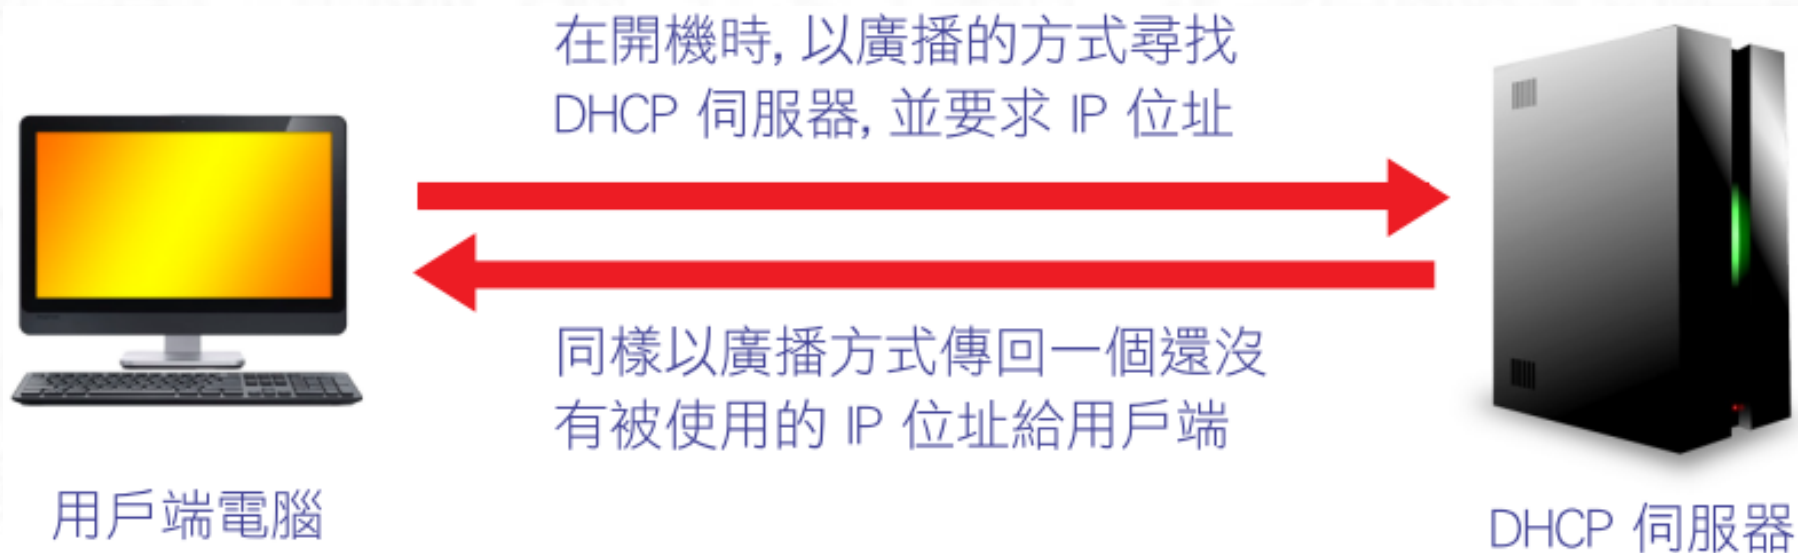 在開機時, 以廣播的方式尋找
DHCP 伺服器, 並要求 IP 位址
同樣以廣播方式傳回一個還沒
有被使用的 IP 位址給用戶端
用戶端電腦
DHCP 伺服器